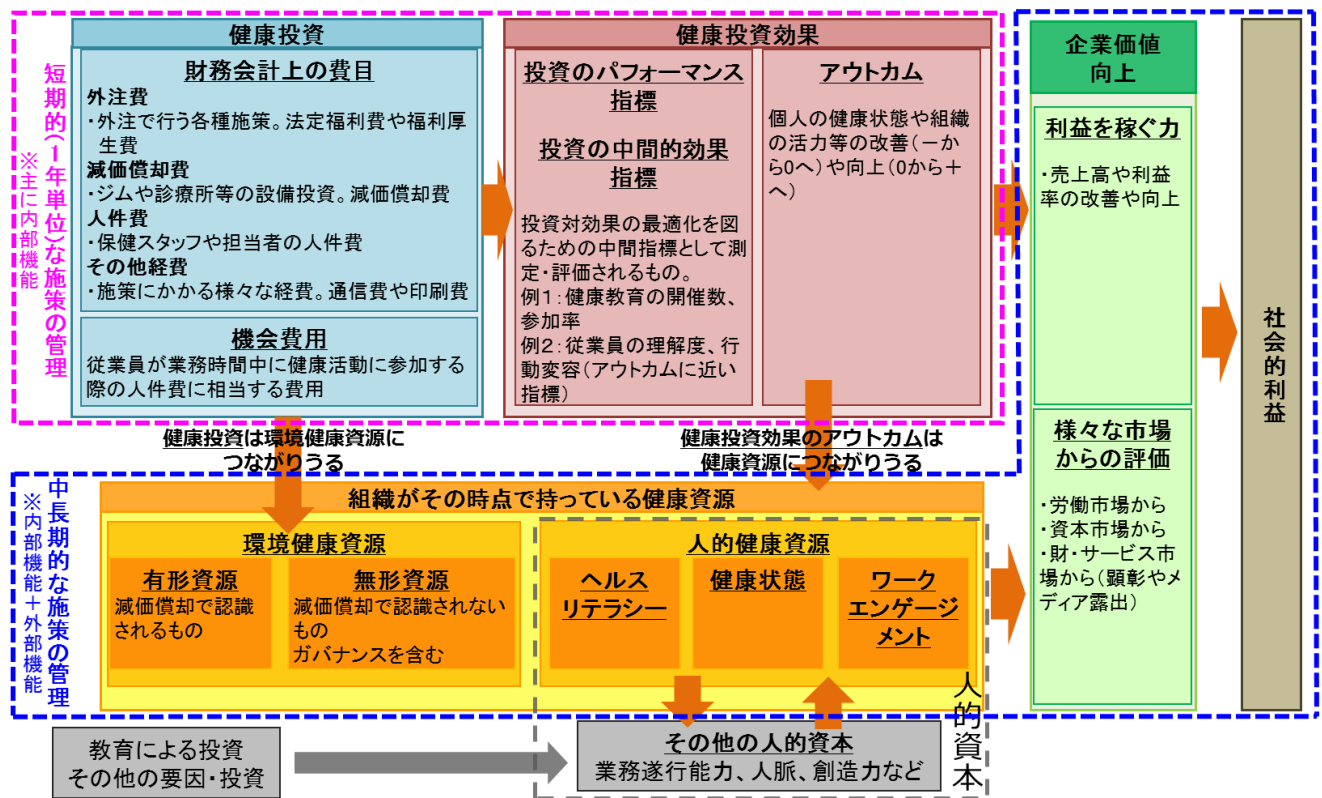 短期的(1年単位)な施策の管理
※主に内部機能
健康投資
財務会計上の費目
外注費
・外注で行う各種施策。法定福利費や福利厚
生費
減価償却費
・ジムや診療所等の設備投資。減価償却費
人件費
・保健スタッフや担当者の人件費
その他経費
・施策にかかる様々な経費。通信費や印刷費
機会費用
従業員が業務時間中に健康活動に参加する
際の人件費に相当する費用
健康投資効果
投資のパフォーマンス
指標
投資の中間的効果
指標
投資対効果の最適化を図
るための中間指標として測
定・評価されるもの。
例1:健康教育の開催数、
参加率
例2:従業員の理解度、行
動変容(アウトカムに近い
指標)
アウトカム
個人の健康状態や組織
の活力等の改善(-か
ら0へ)や向上(0から+
へ)
企業価値
向上
利益を稼ぐ力
・売上高や利益
率の改善や向上
様々な市場
からの評価
・労働市場から
・資本市場から
・財・サービス市
場から(顕彰やメ
ディア露出)
社会的利益
健康投資は環境健康資源に
つながりうる
健康投資効果のアウトカムは
健康資源につながりうる
中長期的な施策の管理
※内部機能+外部機能
組織がその時点で持っている健康資源
環境健康資源
有形資源
減価償却で認識
されるもの
無形資源
減価償却で認識されない
もの
ガバナンスを含む
人的健康資源
ヘルス
リテラシー
健康状態
ワーク
エンゲージ
メント
人的資本
教育による投資
その他の要因・投資
その他の人的資本
業務遂行能力、人脈、創造力など